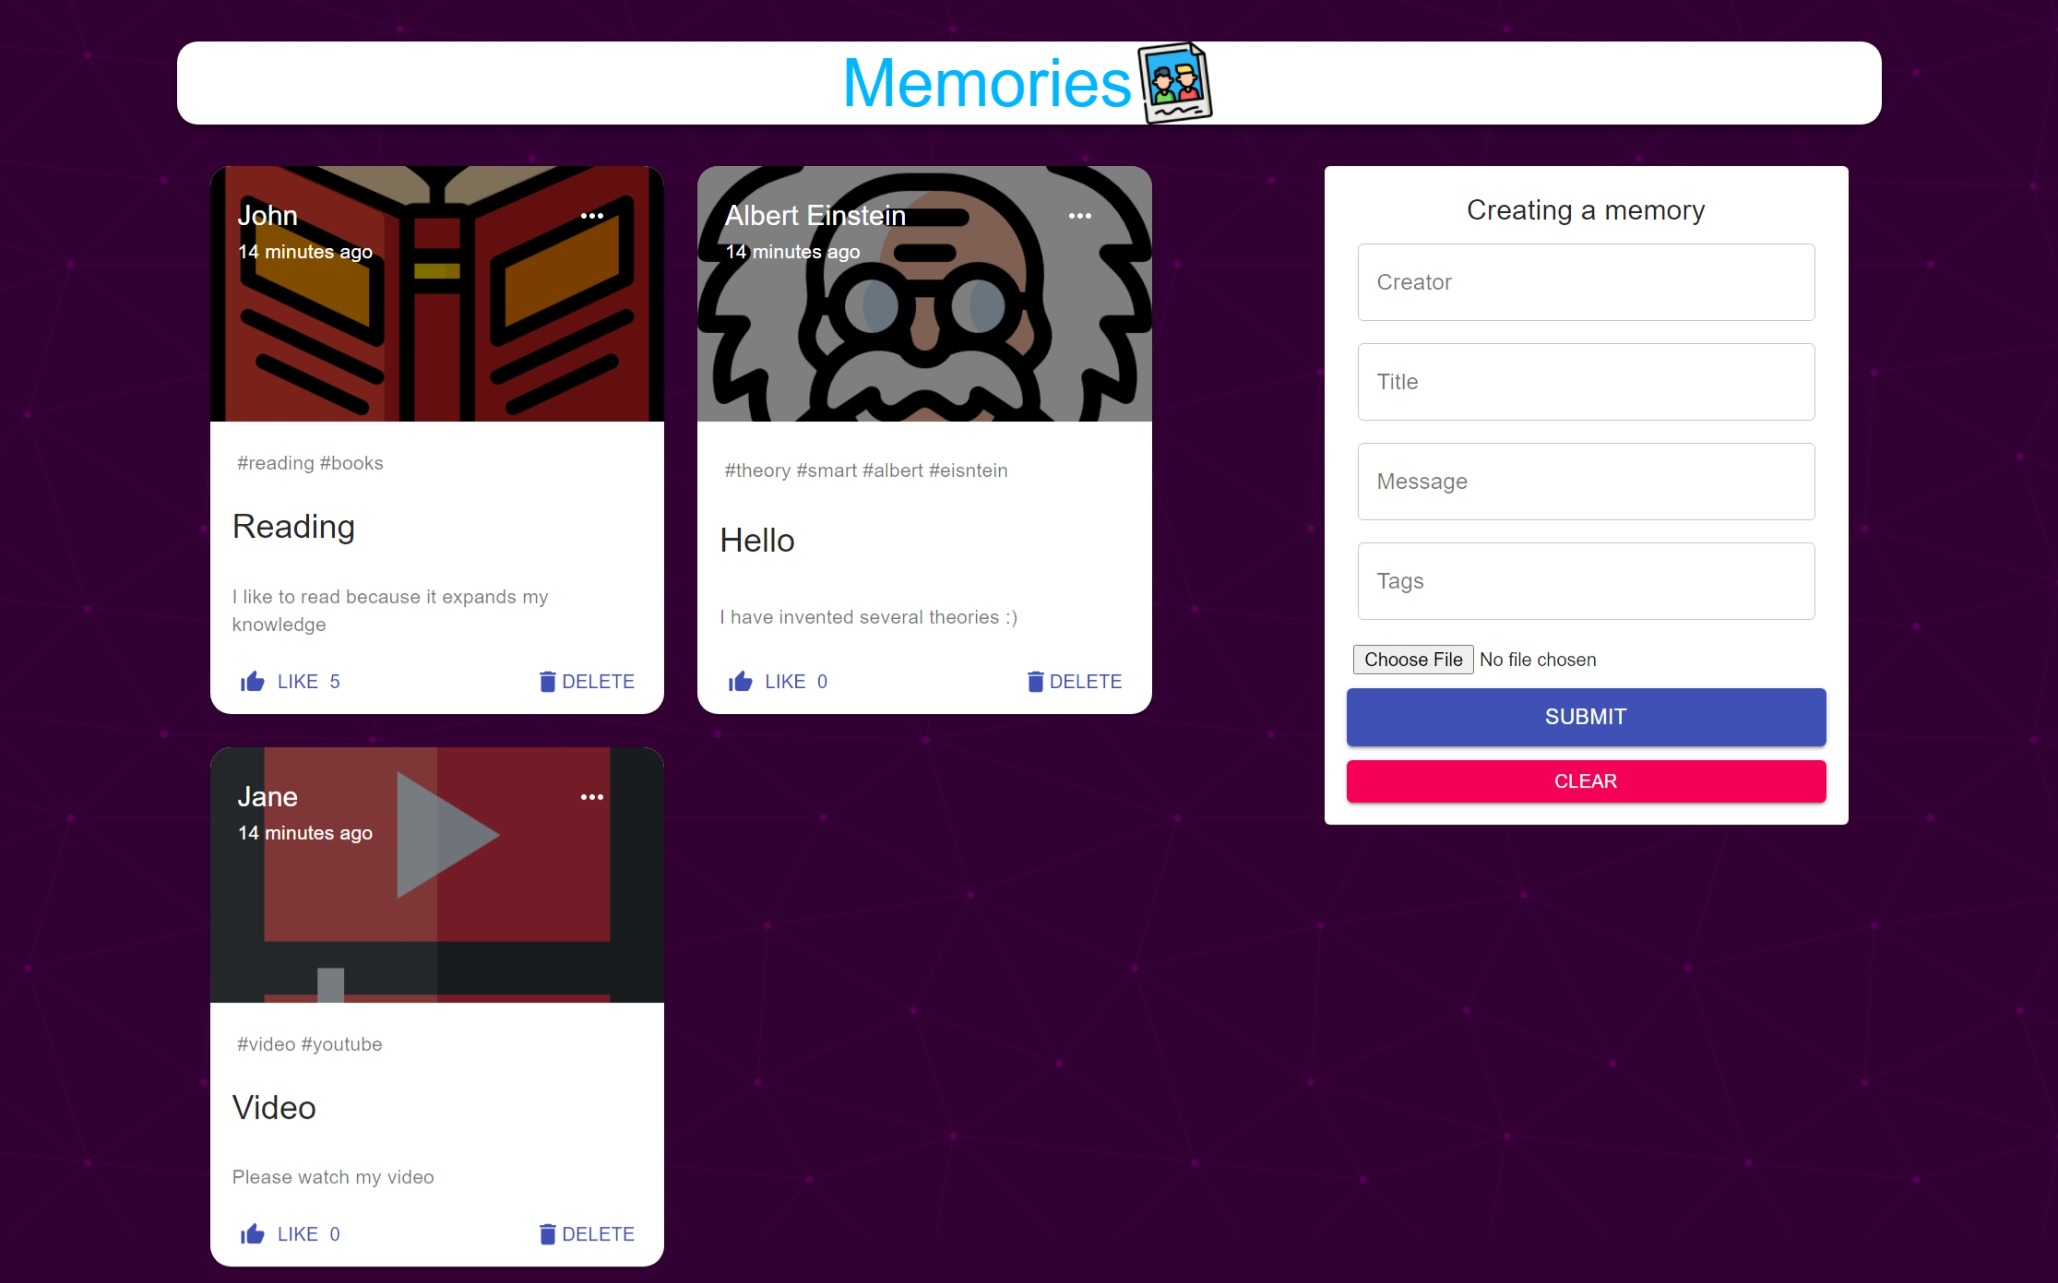 Memories
John
14 minutes ago
#reading #books
Reading
I like to read because it expands my
knowledge
LIKE 5
DELETE
Albert Einstein
14 minutes ago
#theory #smart #albert #eisntein
Hello
I have invented several theories :)
LIKE 0
DELETE
Jane
14 minutes ago
#video #youtube
Video
Please watch my video
LIKE 0
DELETE
Creating a memory
Creator
Title
Message
Tags
Choose File No file chosen
SUBMIT
CLEAR